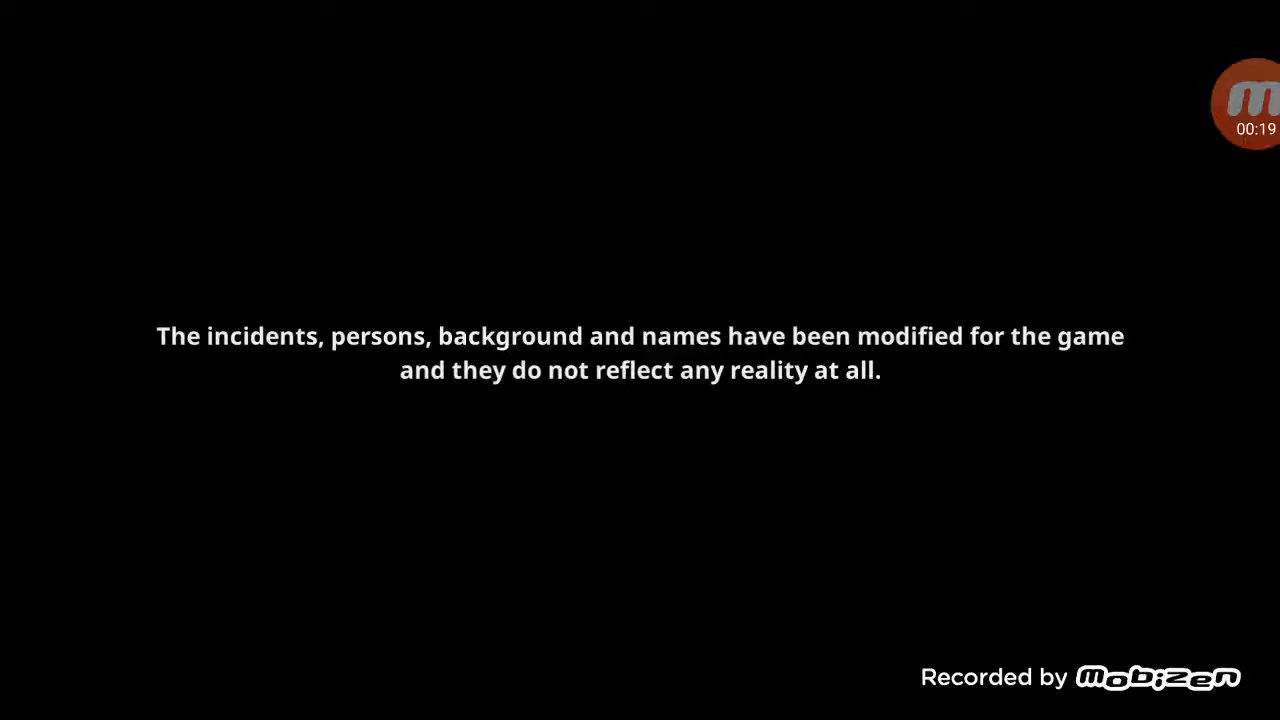 m
00:19
The incidents, persons, background and names have been modified for the game
and they do not reflect any reality at all.
Recorded by mobizen